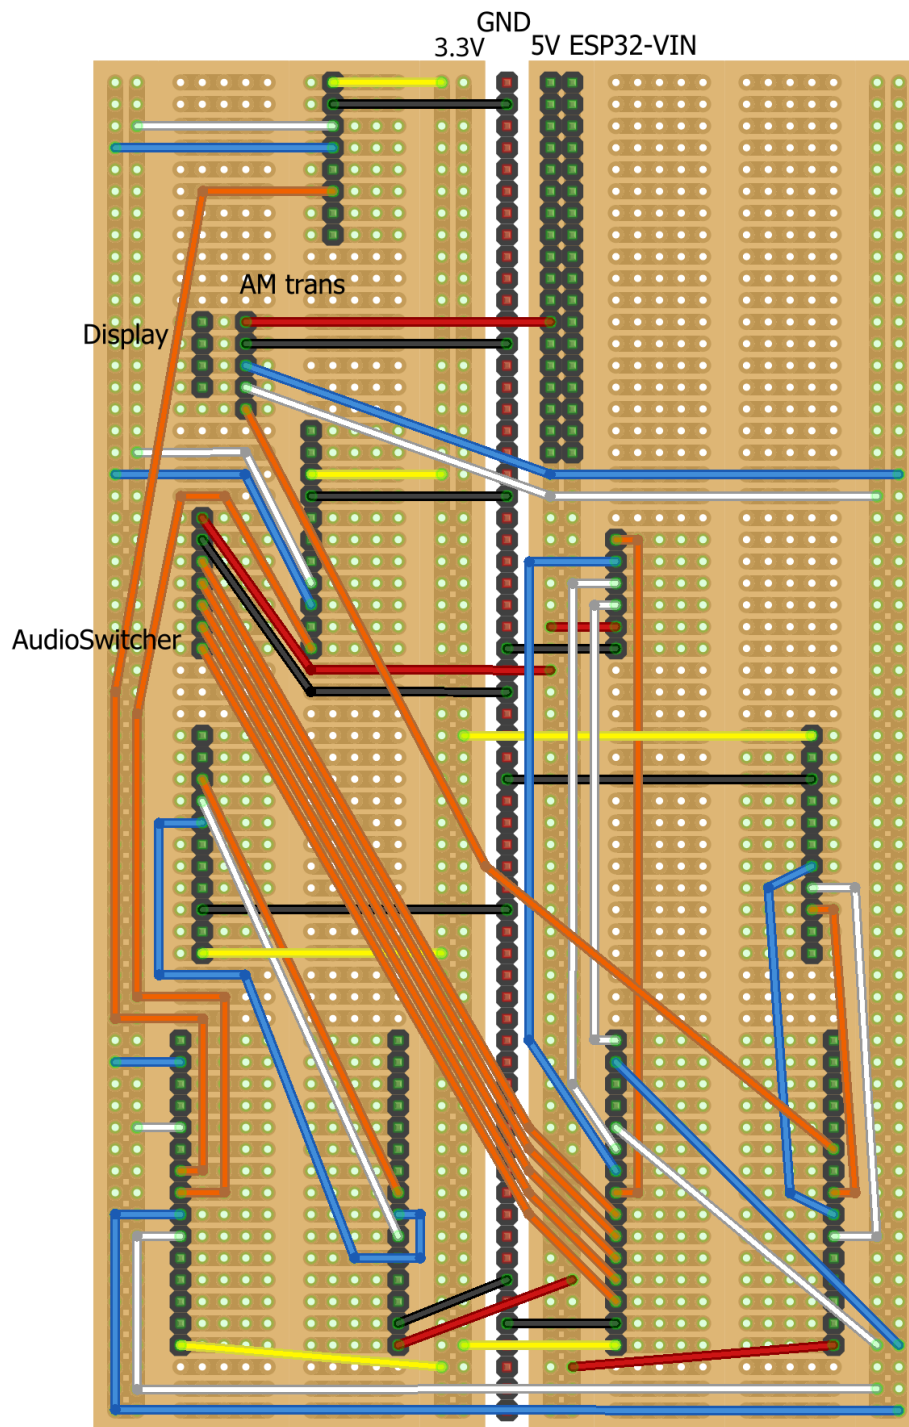 GND
3.3V
5V ESP32-VIN
AM trans
Display
AudioSwitcher